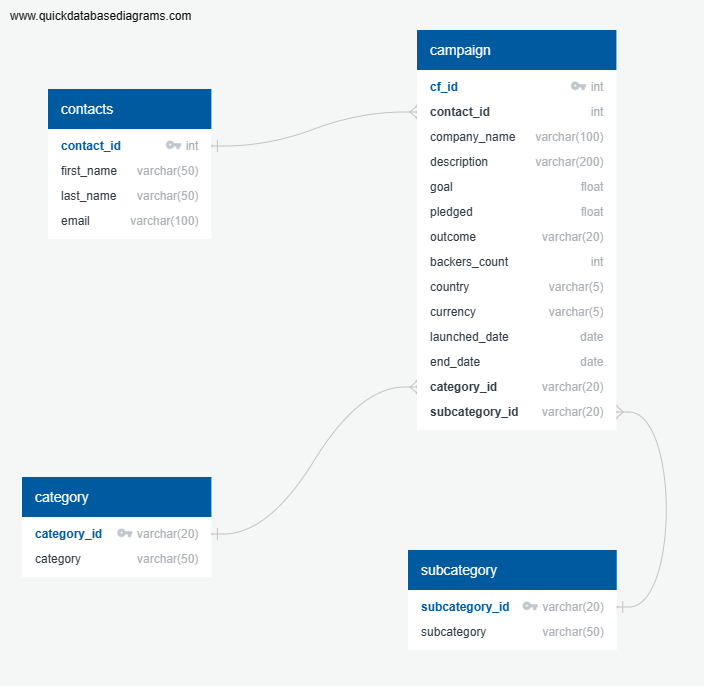 www.quickdatabasediagrams.com
contacts
contact_id int
first_name varchar(50)
last_name varchar(50)
email varchar(100)
campaign
cf_id int
contact_id int
company_name varchar(100)
description varchar(200)
goal float
pledged float
outcome varchar(20)
backers_count int
country varchar(5)
currency varchar(5)
launched_date date
end_date date
category_id varchar(20)
subcategory_id varchar(20)
category
category_id varchar(20)
category varchar(50)
subcategory
subcategory_id varchar(20)
subcategory varchar(50)